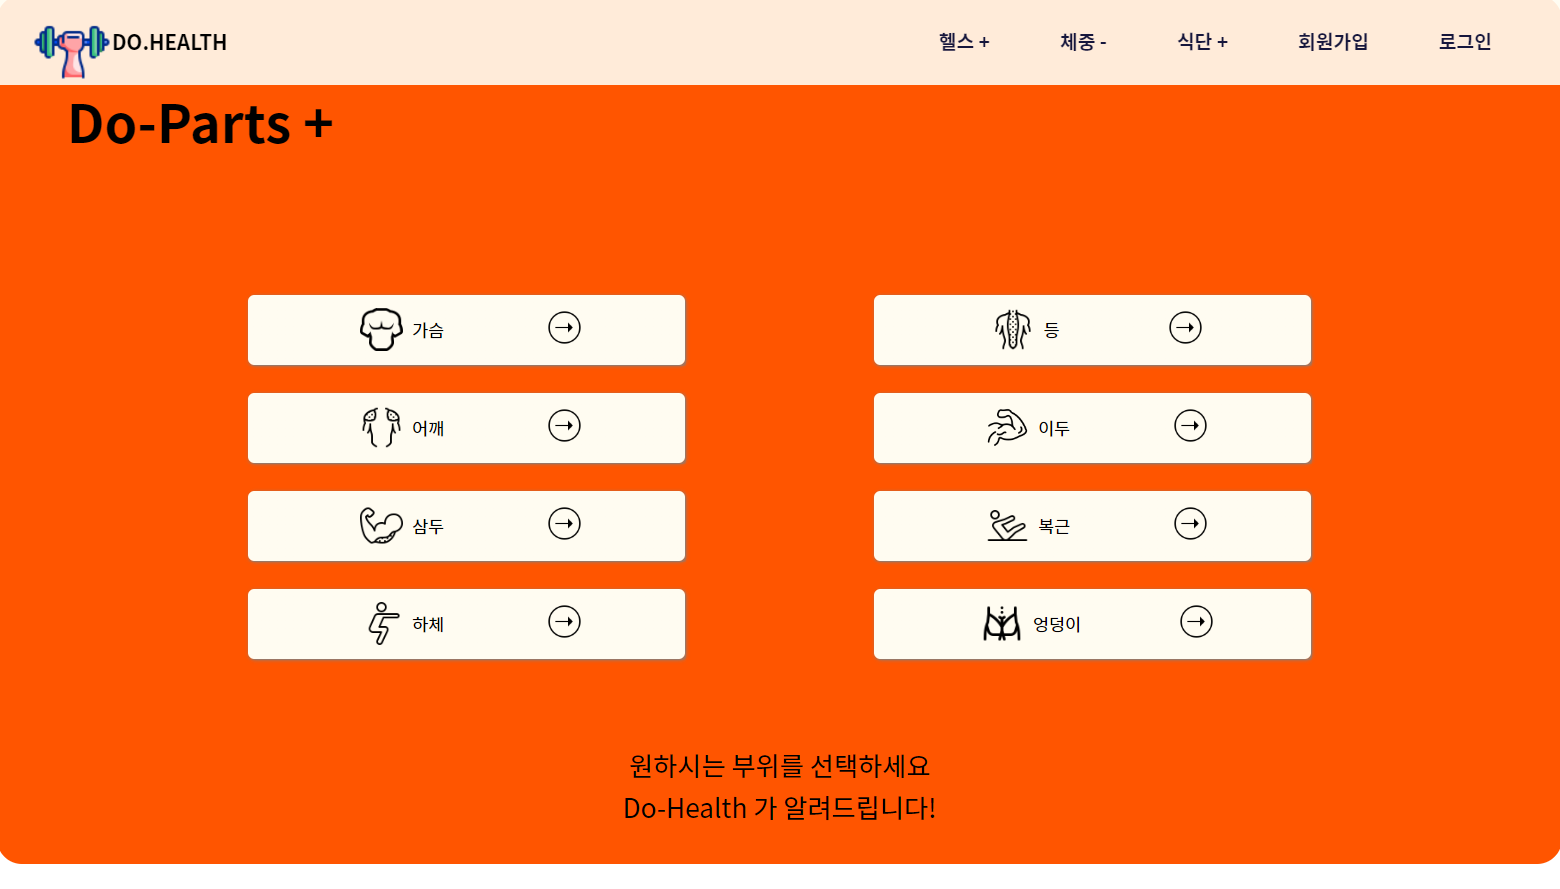 DO.HEALTH
헬스 +
체중 -
식단 +
회원가입
로그인
Do-Parts +
가슴
등
어깨
이두
삼두
복근
하체
엉덩이
원하시는 부위를 선택하세요
Do-Health 가 알려드립니다!